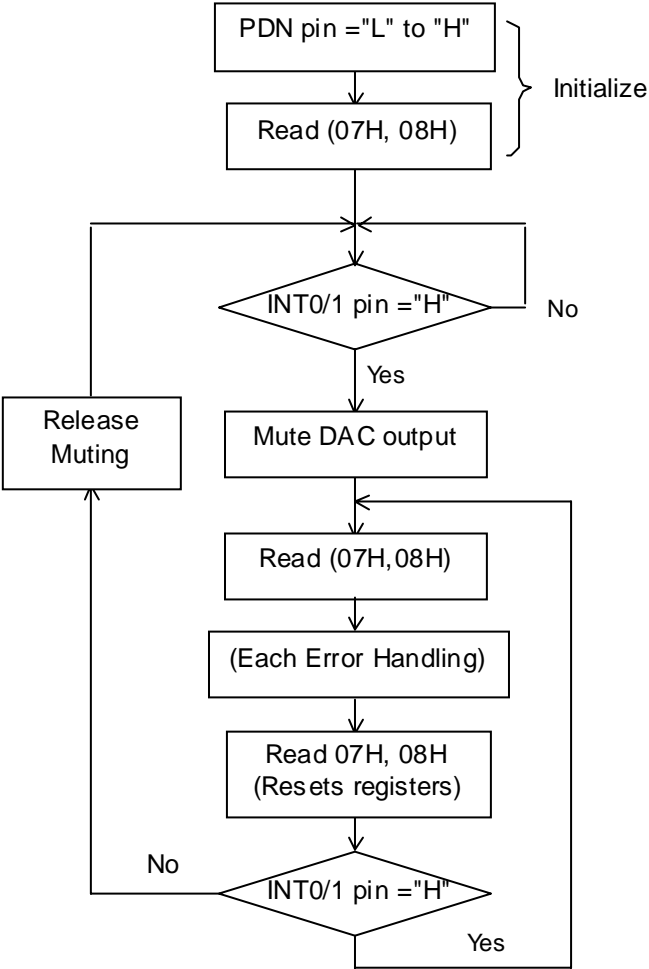 PDN pin ="L" to "H"
Initialize
Read (07H, 08H)
INT0/1 pin ="H"
No
Yes
Release
Muting
Mute DAC output
Read (07H,08H)
(Each Error Handling)
Read 07H, 08H
(Resets registers)
No
INT0/1 pin ="H"
Yes